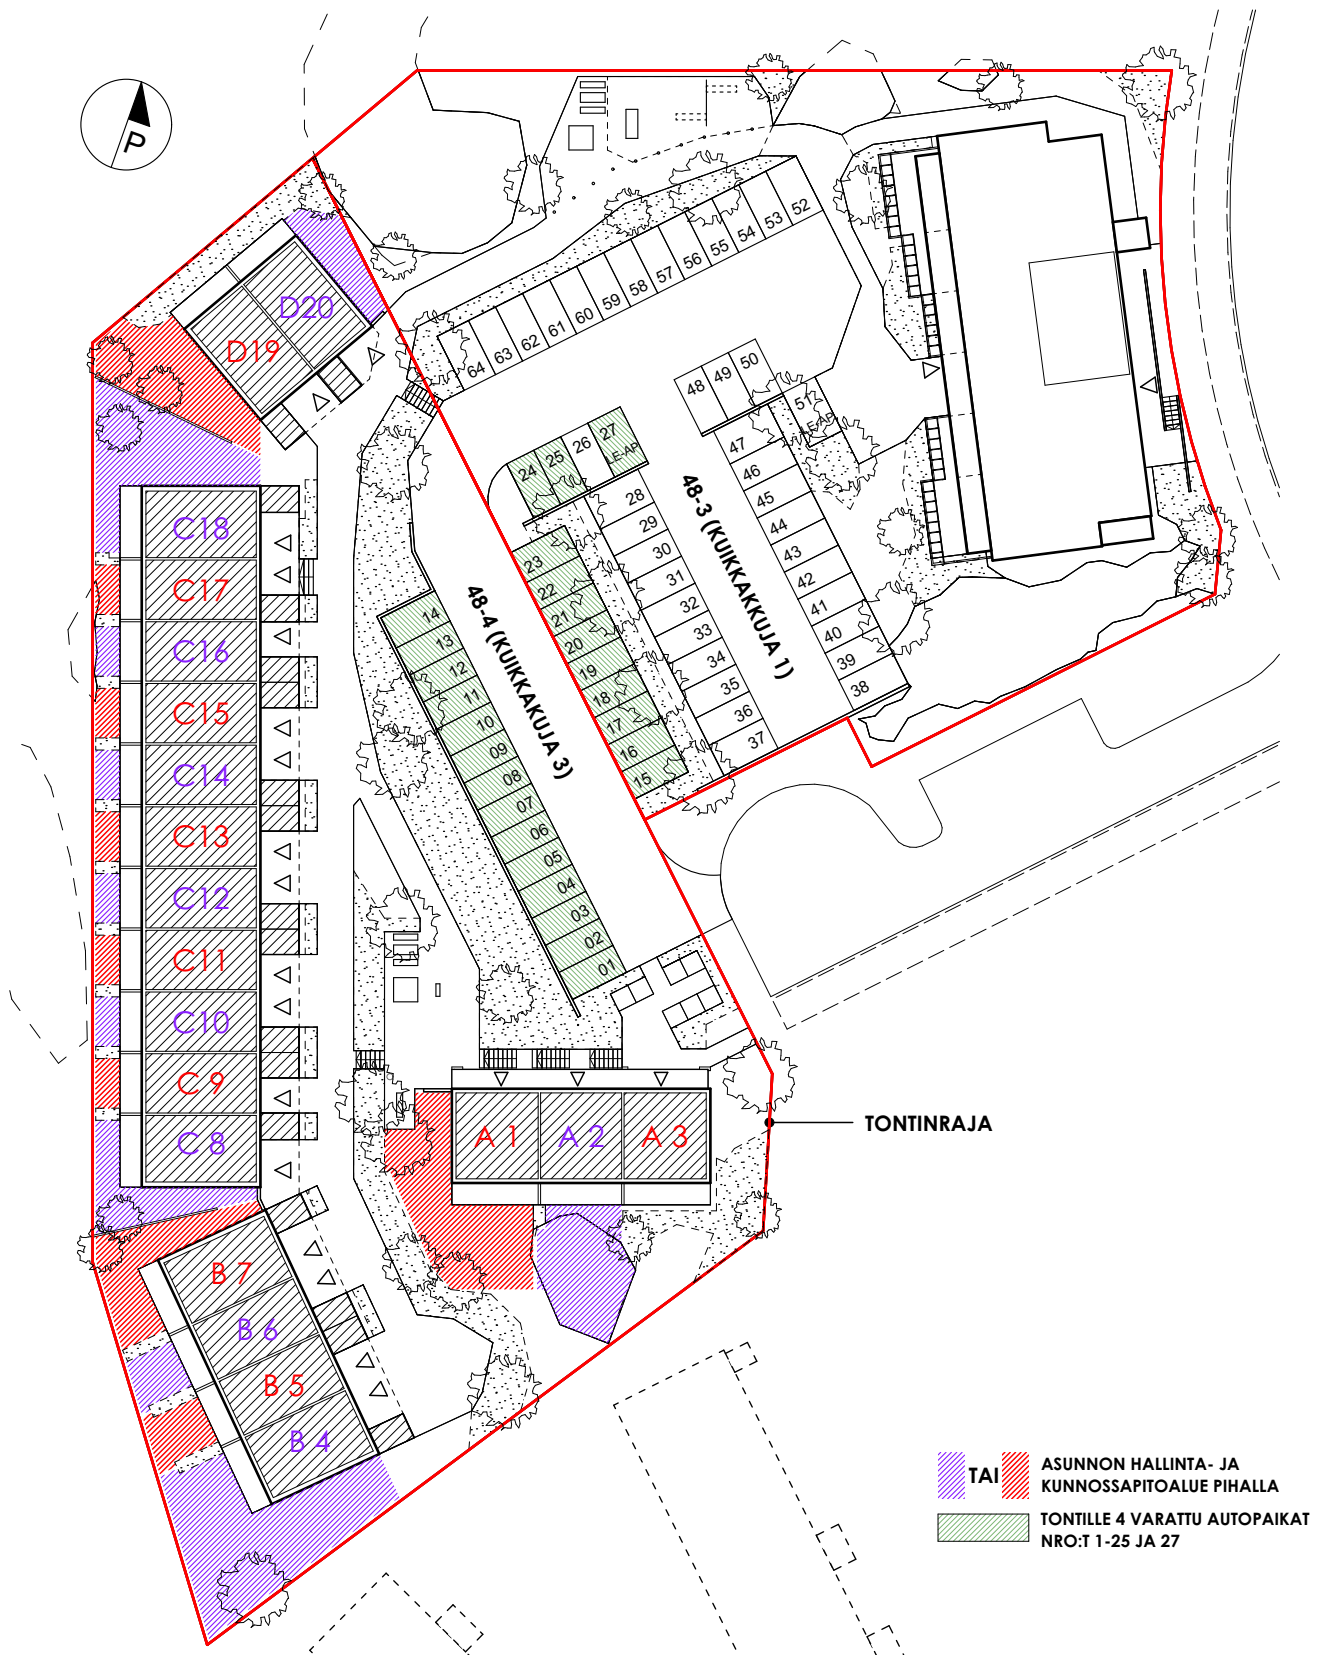 P
D20
D19
C18
C17
C16
C15
C14
C13
C12
C11
C10
C 9
C 8
B 7
B 6
B 5
B 4
A 1
A 2
A 3
64
63
62
61
60
59
58
57
56
55
54
53
52
48
49
50
51
LE-AP
47
46
45
44
43
42
41
40
39
38
24
25
26
27
LE-AP
28
29
30
31
32
33
34
35
36
37
23
22
21
20
19
18
17
16
15
14
13
12
11
10
09
08
07
06
05
04
03
02
01
48-3 (KUIKKAKKUJA 1)
48-4 (KUIKKAKUJA 3)
TONTINRAJA
TAI
ASUNNON HALLINTA- JA
KUNNOSSAPITOALUE PIHALLA
TONTILLE 4 VARATTU AUTOPAIKAT
NRO:T 1-25 JA 27